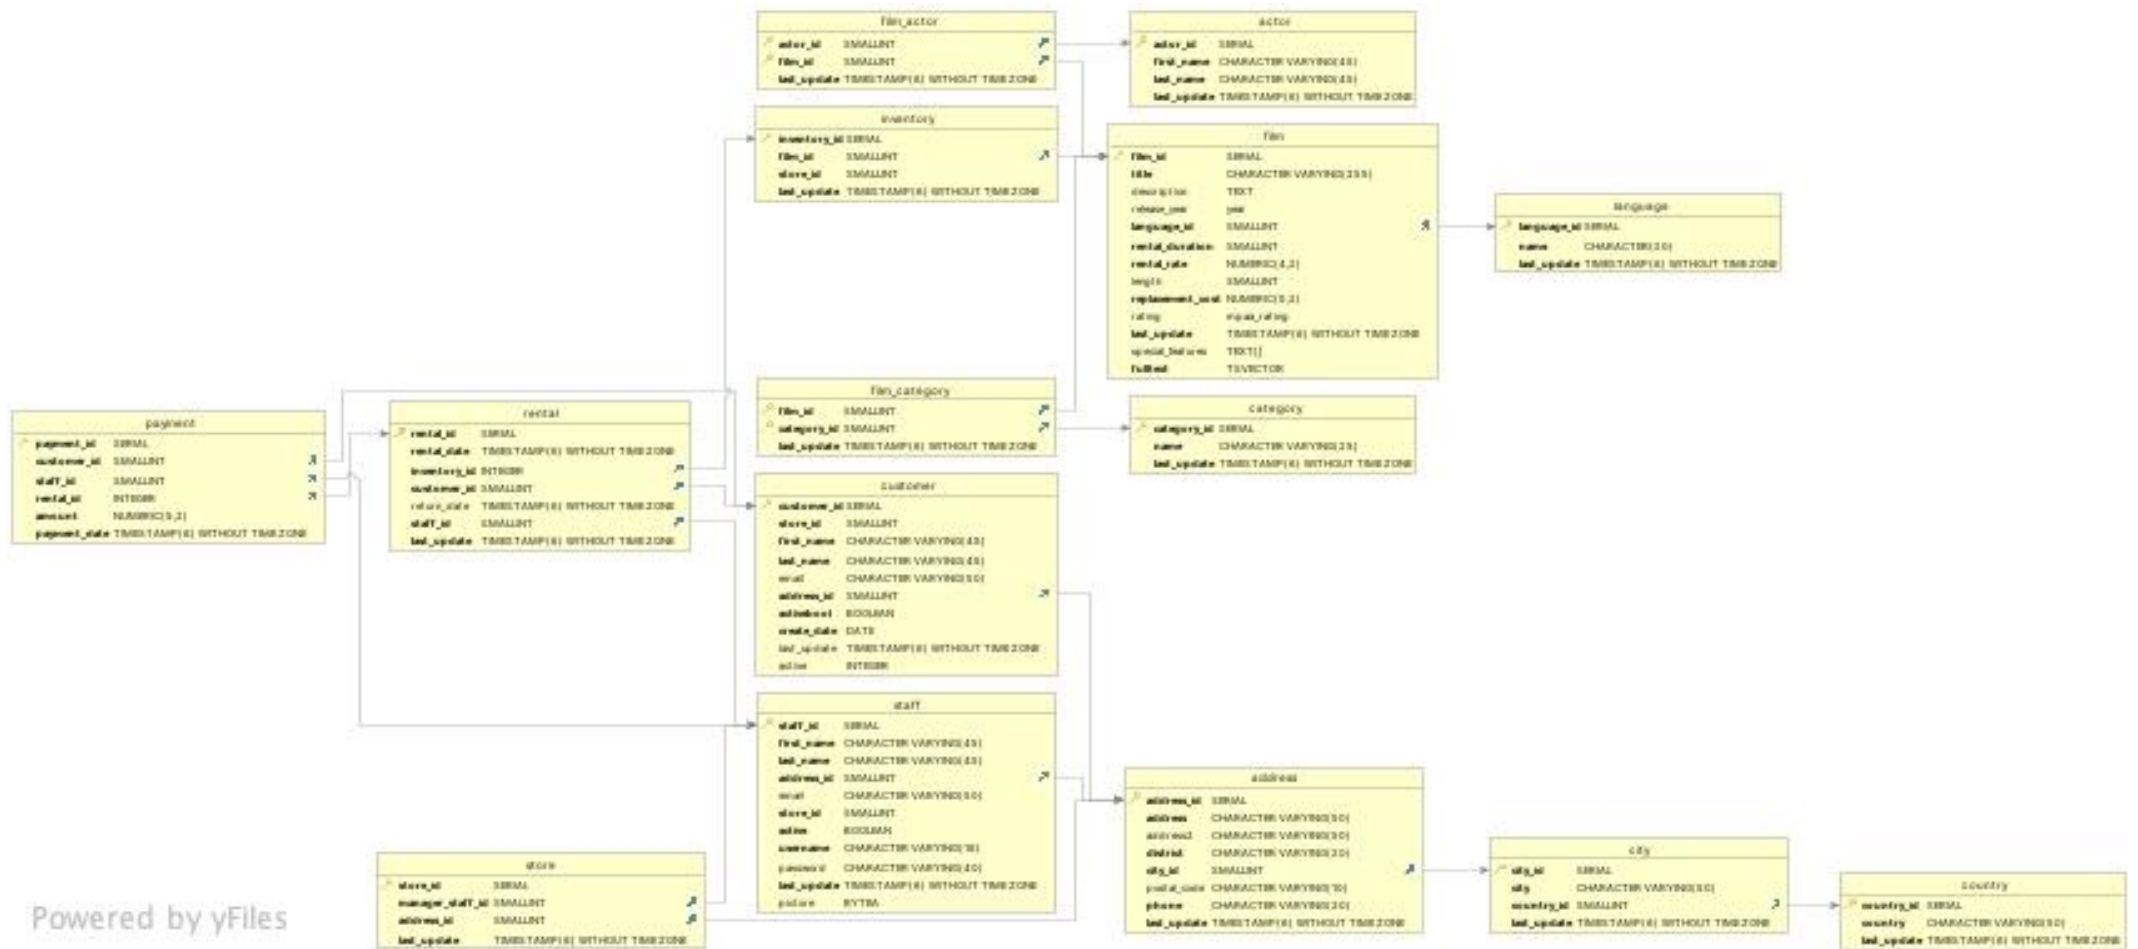 film_actor
actor_id SMALLINT
film_id SMALLINT
last_update TIMESTAMP(6) WITHOUT TIME ZONE
actor
actor_id SERIAL
first_name CHARACTER VARYING(45)
last_name CHARACTER VARYING(45)
last_update TIMESTAMP(6) WITHOUT TIME ZONE
inventory
inventory_id SERIAL
film_id SMALLINT
store_id SMALLINT
last_update TIMESTAMP(6) WITHOUT TIME ZONE
film
film_id SERIAL
title CHARACTER VARYING(255)
description TEXT
release_year year
language_id SMALLINT
rental_duration SMALLINT
rental_rate NUMERIC(4,2)
length SMALLINT
replacement_cost NUMERIC(5,2)
rating mpaa_rating
last_update TIMESTAMP(6) WITHOUT TIME ZONE
special_features TEXT[]
fulltext TSVECTOR
language
language_id SERIAL
name CHARACTER(20)
last_update TIMESTAMP(6) WITHOUT TIME ZONE
payment
payment_id SERIAL
customer_id SMALLINT
staff_id SMALLINT
rental_id INTEGER
amount NUMERIC(5,2)
payment_date TIMESTAMP(6) WITHOUT TIME ZONE
rental
rental_id SERIAL
rental_date TIMESTAMP(6) WITHOUT TIME ZONE
inventory_id INTEGER
customer_id SMALLINT
return_date TIMESTAMP(6) WITHOUT TIME ZONE
staff_id SMALLINT
last_update TIMESTAMP(6) WITHOUT TIME ZONE
film_category
film_id SMALLINT
category_id SMALLINT
last_update TIMESTAMP(6) WITHOUT TIME ZONE
category
category_id SERIAL
name CHARACTER VARYING(25)
last_update TIMESTAMP(6) WITHOUT TIME ZONE
customer
customer_id SERIAL
store_id SMALLINT
first_name CHARACTER VARYING(45)
last_name CHARACTER VARYING(45)
email CHARACTER VARYING(50)
address_id SMALLINT
activebool BOOLEAN
create_date DATE
last_update TIMESTAMP(6) WITHOUT TIME ZONE
active INTEGER
staff
staff_id SERIAL
first_name CHARACTER VARYING(45)
last_name CHARACTER VARYING(45)
address_id SMALLINT
email CHARACTER VARYING(50)
store_id SMALLINT
active BOOLEAN
username CHARACTER VARYING(16)
password CHARACTER VARYING(40)
last_update TIMESTAMP(6) WITHOUT TIME ZONE
picture BYTEA
store
store_id SERIAL
manager_staff_id SMALLINT
address_id SMALLINT
last_update TIMESTAMP(6) WITHOUT TIME ZONE
address
address_id SERIAL
address CHARACTER VARYING(50)
address2 CHARACTER VARYING(50)
district CHARACTER VARYING(20)
city_id SMALLINT
postal_code CHARACTER VARYING(10)
phone CHARACTER VARYING(20)
last_update TIMESTAMP(6) WITHOUT TIME ZONE
city
city_id SERIAL
city CHARACTER VARYING(50)
country_id SMALLINT
last_update TIMESTAMP(6) WITHOUT TIME ZONE
country
country_id SERIAL
country CHARACTER VARYING(50)
last_update TIMESTAMP(6) WITHOUT TIME ZONE
Powered by yFiles